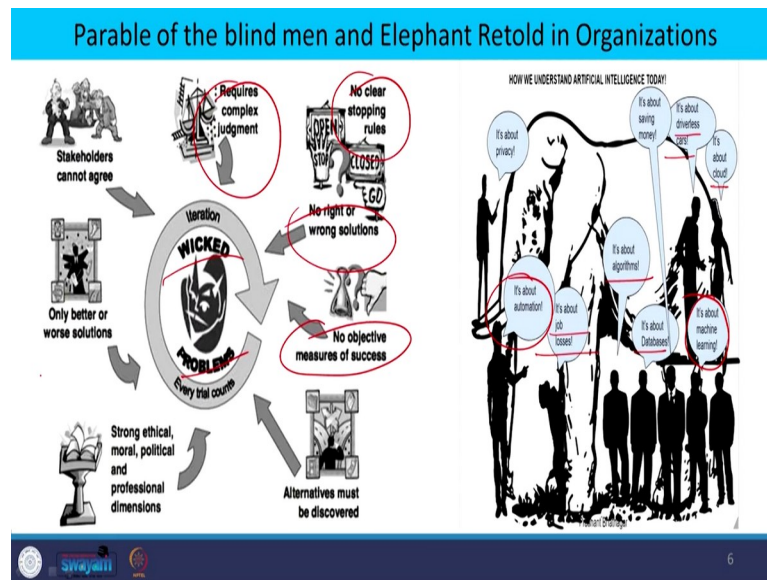 Parable of the blind men and Elephant Retold in Organizations
Stakeholders
cannot agree
Requires
complex
judgment
No clear
stopping
rules
OPEN
STOP
CLOSED
GO
No right or
wrong solutions
Only better or
worse solutions
Iteration
WICKED
PROBLEMS
Every trial counts
No objective
measures of success
Strong ethical,
moral, political
and
professional
dimensions
Alternatives must
be discovered
HOW WE UNDERSTAND ARTIFICIAL INTELLIGENCE TODAY!
It's about
privacy!
It's about
saving
money!
It's about
driverless
cars!
It's
about
cloud!
It's about
algorithms!
It's about
automation!
It's about
job
losses!
It's about
Databases!
It's about
machine
learning!
Bhatnagar
swayam
6